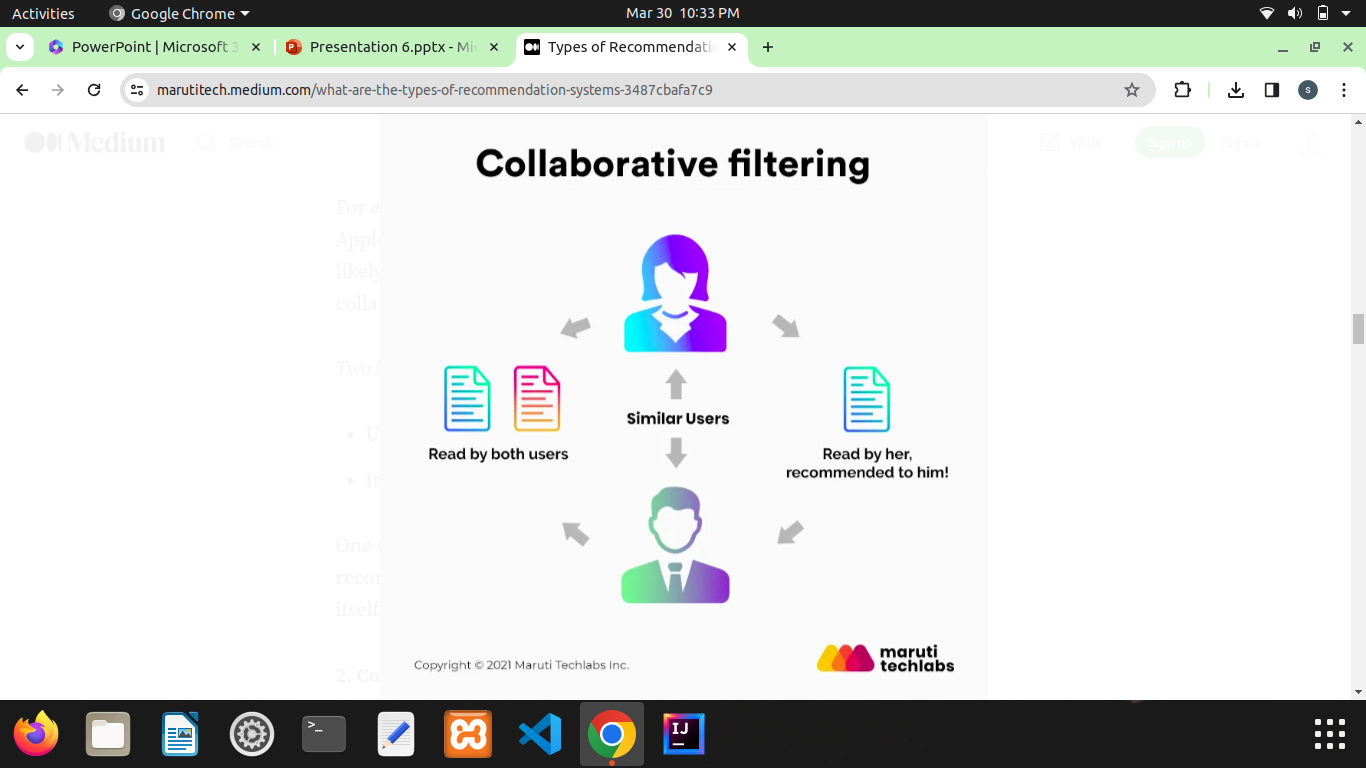 Activities
Google Chrome
Mar 30 10:33 PM
PowerPoint | Microsoft 3
Presentation 6.pptx - Mi
Types of Recommendati
marutitech.medium.com/what-are-the-types-of-recommendation-systems-3487cbafa7c9
S
Medium
Search
Write
Sign up
Sign in
Collaborative filtering
For e
Apple
likely
colla
Two
U
It
One
recor
itself
2. Co
Similar Users
Read by both users
Read by her,
recommended to him!
Copyright © 2021 Maruti Techlabs Inc.
maruti
techlabs
>_
IJ